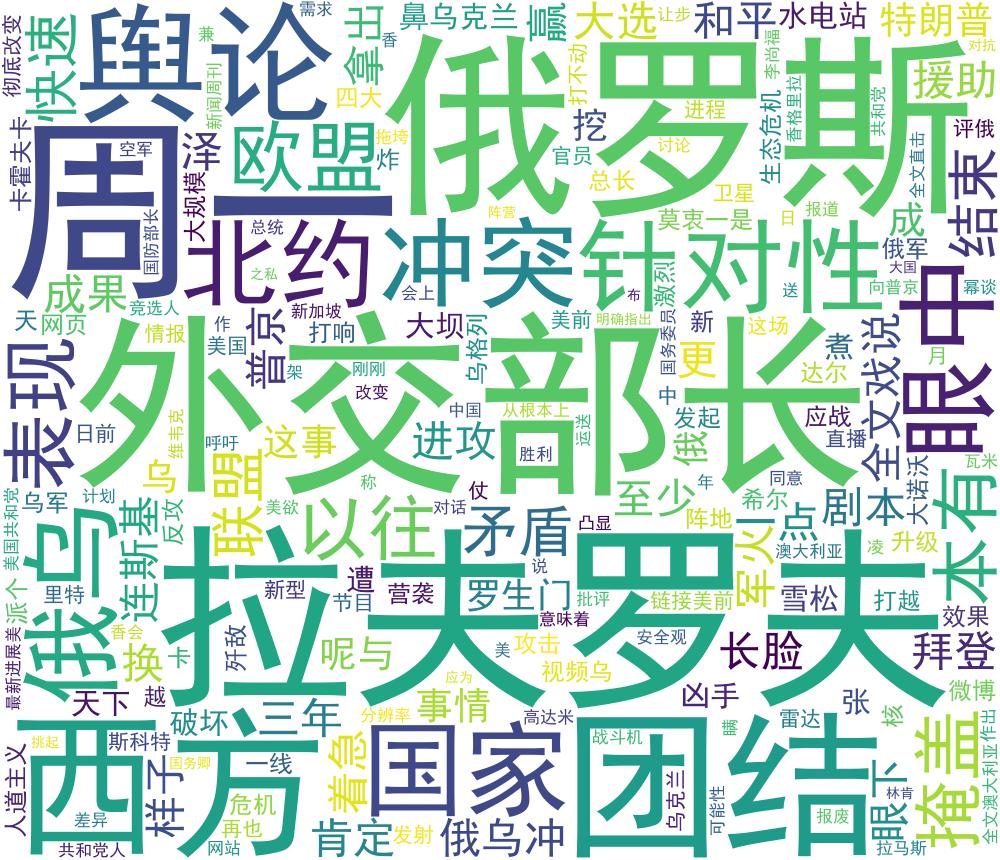 彻底改变
快速
舆论
新闻周刊
兼
需求
香
拿出
四大
鼻乌克兰
赢
大选
让步
和平
水电站
特朗普
对抗
俄罗斯
打不动
挖
官员
进程
讨论
总长
卫星
李尚福
生态危机
香格里拉
共和党
援助
评俄
全文直击
结束
周一
卡霍夫卡
空军
国防部长
大规模
泽
欧盟
拖垮
炸
总统
之私
北约
冲突
阵营
会上
针对性
莫衷一是
激烈
布
日
报道
送
成
俄军
大国
向普京
幂谈
眼中
成果
竞选人
天
网页
情报
作
美国
普京
新加坡
打响
架
刚刚
改变
大坝
乌格列
美前
明确指出
国务委员
新
更
这场
煮
达尔
月
全文戏说
表现
外交部长
日前
乌
维韦克
呼吁
这事
称
进攻
中国
从根本上
胜利
运送
中
发起
俄
应战
直播
年
同意
希尔
至少
大诺沃
瓦米
本有
美国共和党
乌军
计划
连斯基
反攻
联盟
美欲
以往
对话
仗
矛盾
凸显
阵地
一点
剧本
澳大利亚
凌
升级
俄乌
派个
里特
最新进展美
香会
换
卡
歼敌
新型
遭
节目
营袭
罗生门
说
批评
意味着
链接美前
军火
雪松
打越
效果
拉夫罗夫
呢与
美
攻击
安全观
视频乌
长脸
拜登
天下
越
破坏
三年
应为
分辨率
事情
高达米
凶手
瞒
雷达
张
核
微博
人道主义
挑起
西方
斯科特
差异
样子
国务卿
一线
危机
再也
网站
共和党人
着急
国家
肯定
发射
俄乌冲
战斗机
团结
乌克兰
可能性
报废
眼下
林肯
拉马斯
掩盖
全文澳大利亚作出